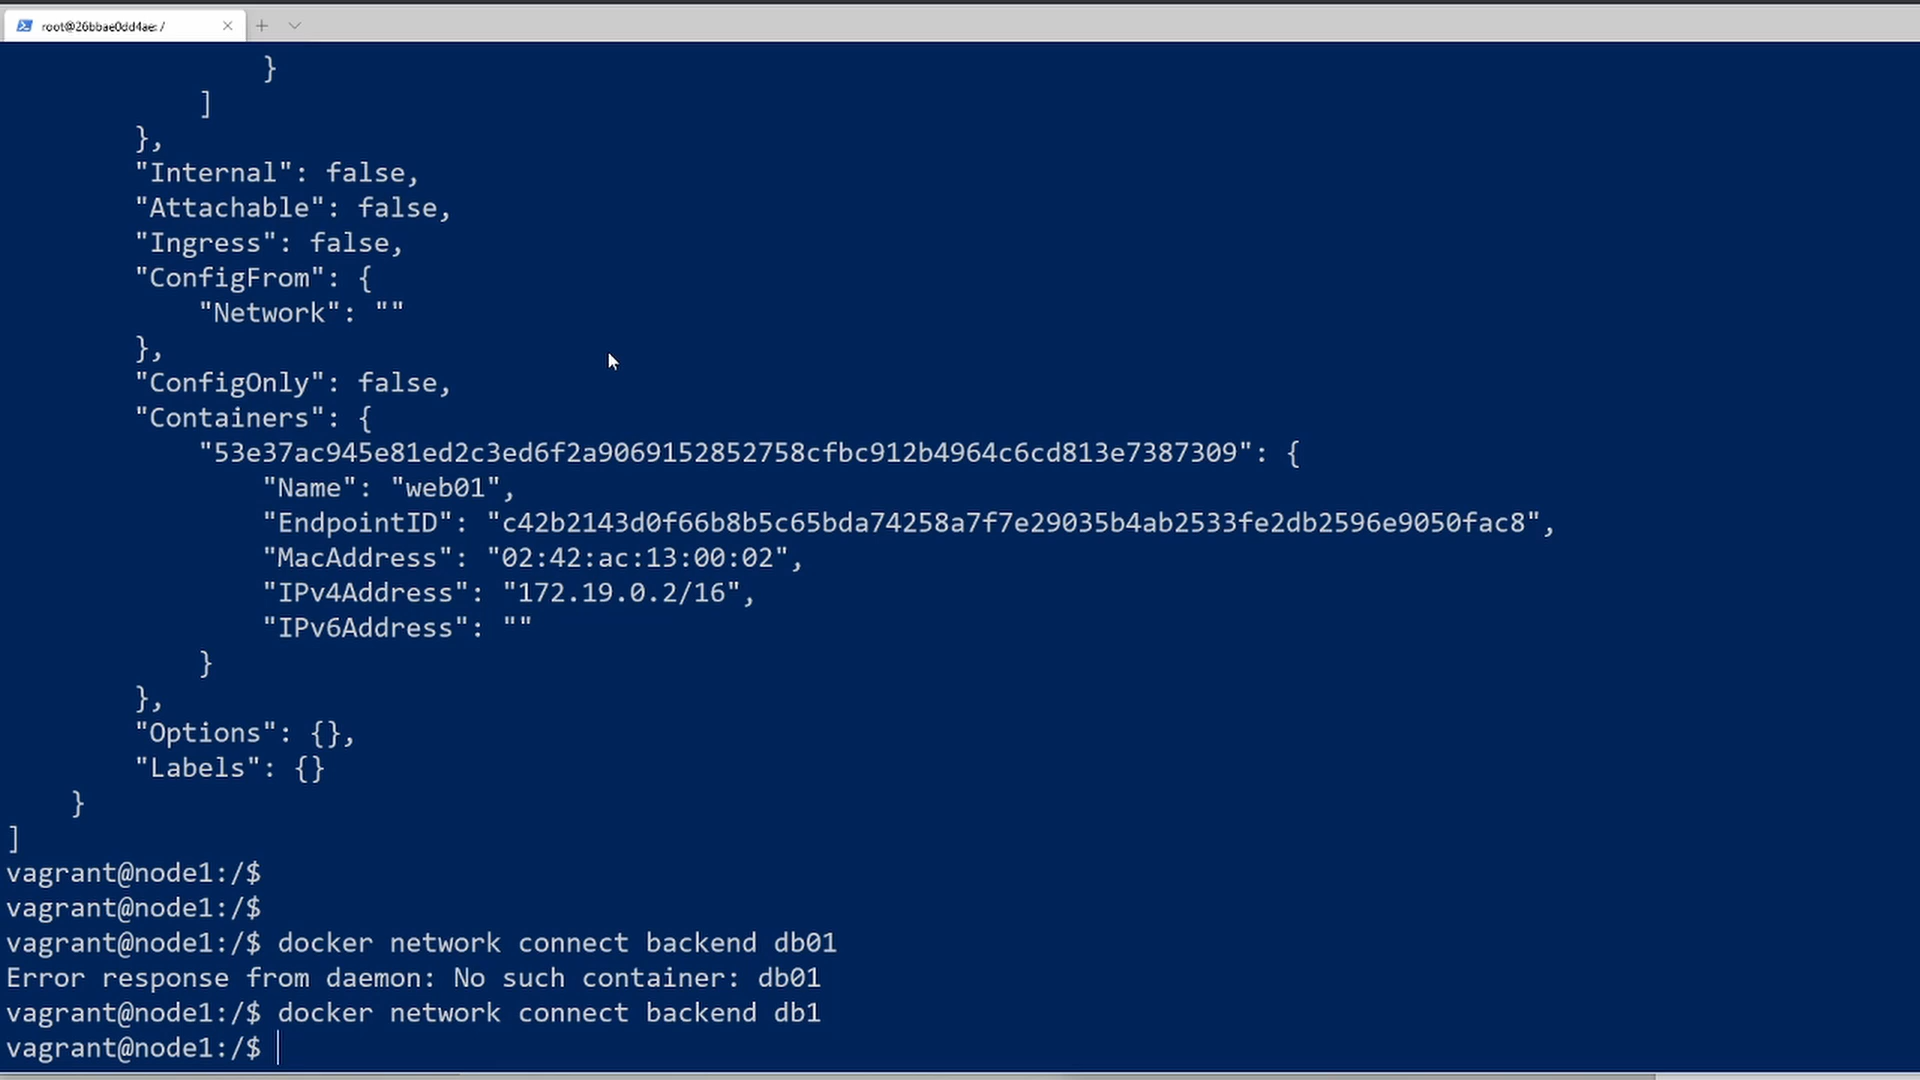 root@26bbae0dd4ae: /
}
]
},
"Internal": false,
"Attachable": false,
"Ingress": false,
"ConfigFrom": {
"Network": ""
},
"ConfigOnly": false,
"Containers": {
"53e37ac945e81ed2c3ed6f2a9069152852758cfbc912b4964c6cd813e7387309": {
"Name": "web01",
"EndpointID": "c42b2143d0f66b8b5c65bda74258a7f7e29035b4ab2533fe2db2596e9050fac8",
"MacAddress": "02:42:ac:13:00:02",
"IPv4Address": "172.19.0.2/16",
"IPv6Address": ""
}
},
"Options": {},
"Labels": {}
}
]
vagrant@node1:/$
vagrant@node1:/$
vagrant@node1:/$ docker network connect backend db01
Error response from daemon: No such container: db01
vagrant@node1:/$ docker network connect backend db1
vagrant@node1:/$